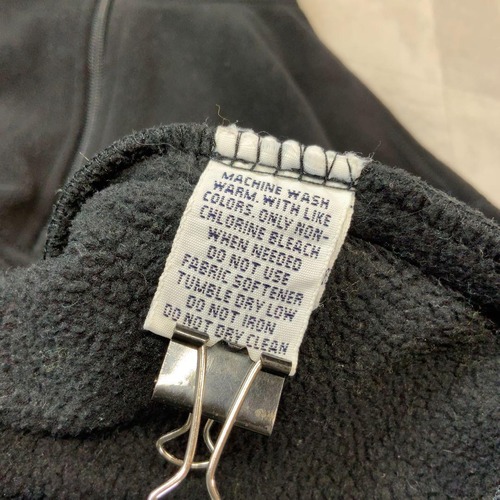 MACHINE WASH
WARM, WITH LIKE
COLORS. ONLY NON-
CHLORINE BLEACH
WHEN NEEDED
DO NOT USE
FABRIC SOFTENER
TUMBLE DRY LOW
DO NOT IRON
DO NOT DRY CLEAN